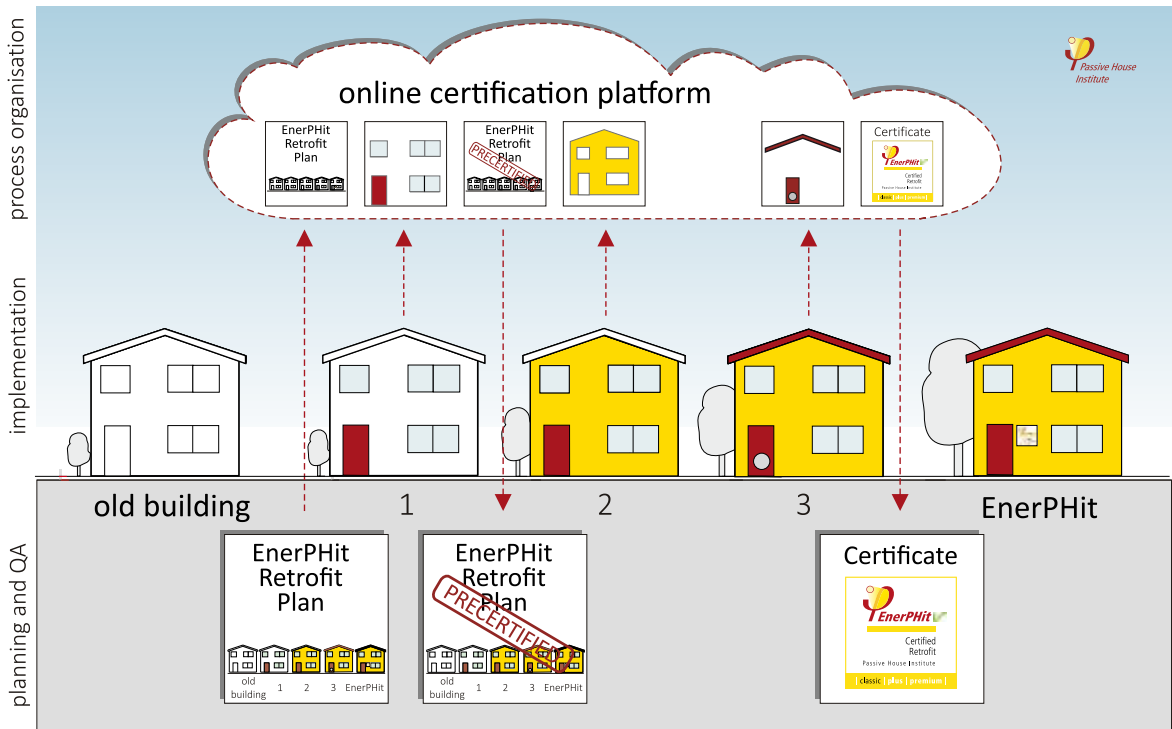 process organisation
implementation
planning and QA
Passive House
Institute
online certification platform
EnerPHit
Retrofit
Plan
EnerPHit
Retrofit
Plan
PRECERTIFIED
Certificate
EnerPHit
Certified
Retrofit
Passive House Institute
| classic | plus | premium |
old building
1
2
3
EnerPHit
EnerPHit
Retrofit
Plan
old
building
1
2
3
EnerPHit
EnerPHit
Retrofit
Plan
PRECERTIFIED
old
building
1
2
3
EnerPHit
Certificate
EnerPHit
Certified
Retrofit
Passive House Institute
| classic | plus | premium |